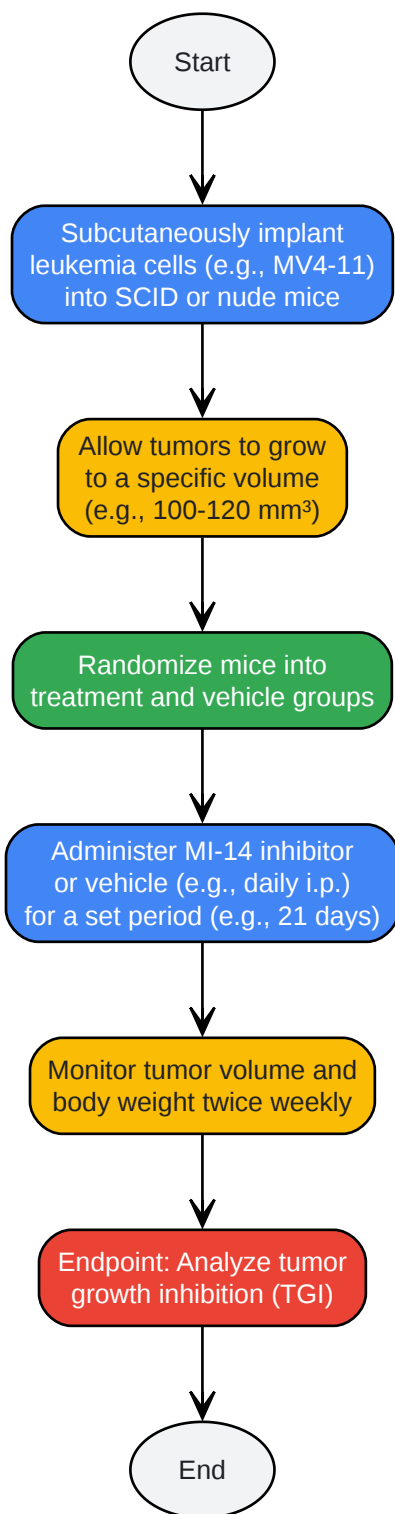 Start
Subcutaneously implant
leukemia cells (e.g., MV4-11)
into SCID or nude mice
Allow tumors to grow
to a specific volume
(e.g., 100-120 mm³)
Randomize mice into
treatment and vehicle groups
Administer MI-14 inhibitor
or vehicle (e.g., daily i.p.)
for a set period (e.g., 21 days)
Monitor tumor volume and
body weight twice weekly
Endpoint: Analyze tumor
growth inhibition (TGI)
End